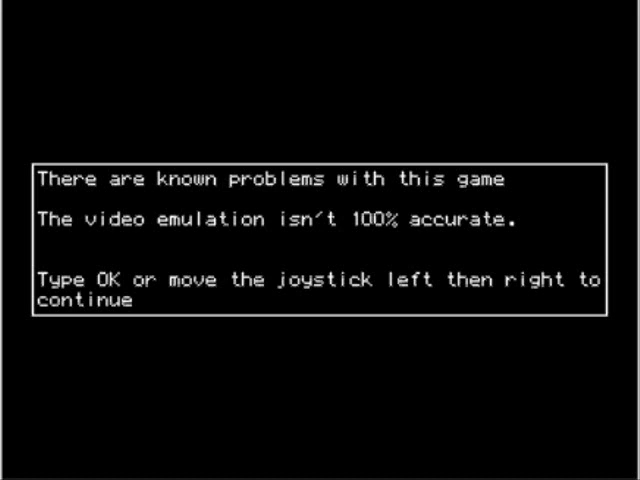 There are known problems with this game
The video emulation isn't 100% accurate.
Type OK or move the joystick left then right to
continue